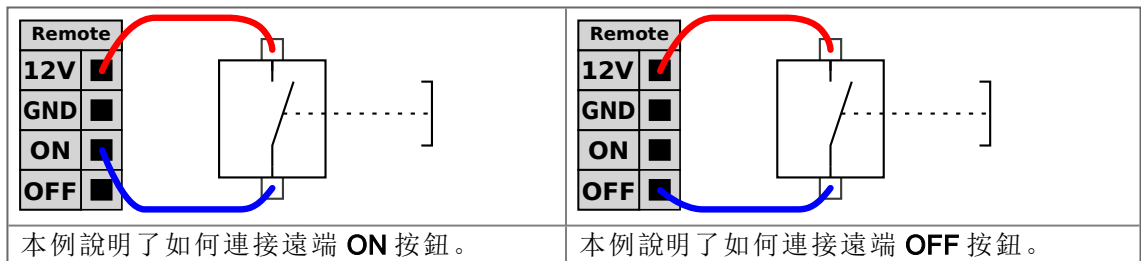 Remote
12V
GND
ON
OFF
本例說明了如何連接遠端 ON 按鈕。
Remote
12V
GND
ON
OFF
本例說明了如何連接遠端 OFF 按鈕。